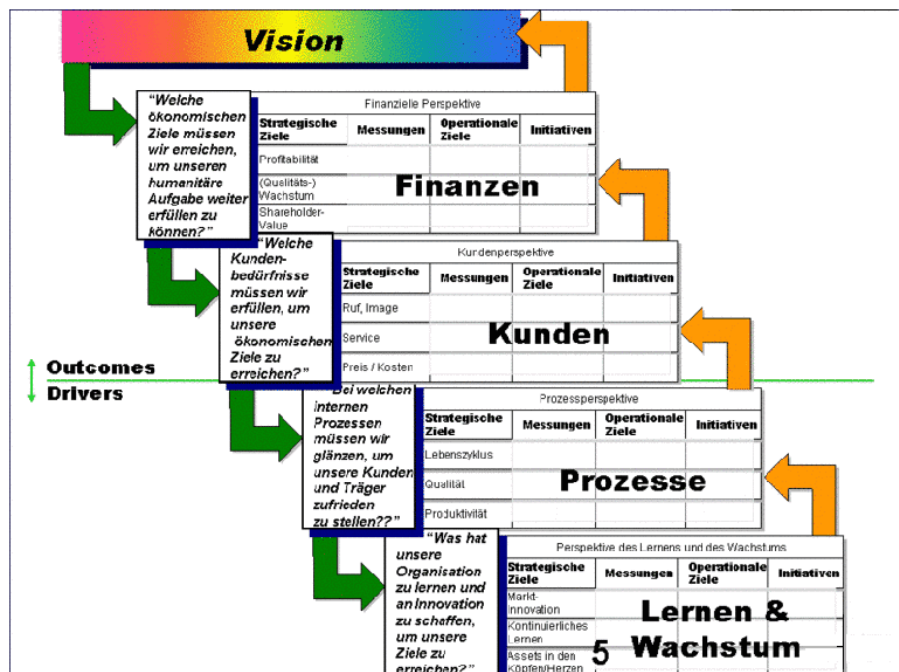 Vision
"Welche
ökonomischen
Ziele müssen
wir erreichen,
um unseren
humanitäre
Aufgabe weiter
erfüllen zu
können?"
Finanzielle Perspektive
Strategische Ziele Messungen Operationale Ziele Initiativen
Profitabilität
(Qualitäts-)
Wachstum
Shareholder-
Value
Finanzen
"Welche
Kunden-
bedürfnisse
müssen wir
erfüllen, um
unsere
ökonomischen
Ziele zu
erreichen?"
Kundenperspektive
Strategische Ziele Messungen Operationale Ziele Initiativen
Ruf, Image
Service
Preis / Kosten
Kunden
Outcomes
Drivers
Bei welchen
internen
Prozessen
müssen wir
glänzen, um
unsere Kunden
und Träger
zufrieden
zu stellen??"
Prozessperspektive
Strategische Ziele Messungen Operationale Ziele Initiativen
Lebenszyklus
Qualität
Produktivität
Prozesse
"Was hat
unsere
Organisation
zu lernen und
an Innovation
zu schaffen,
um unsere
Ziele zu
erreichen?"
Perspektive des Lernens und des Wachstums
Strategische Ziele Messungen Operationale Ziele Initiativen
Markt-
Innovation
Kontinuierliches
Lernen
Assets in den
Köpfen/Herzen
Lernen &
Wachstum
5